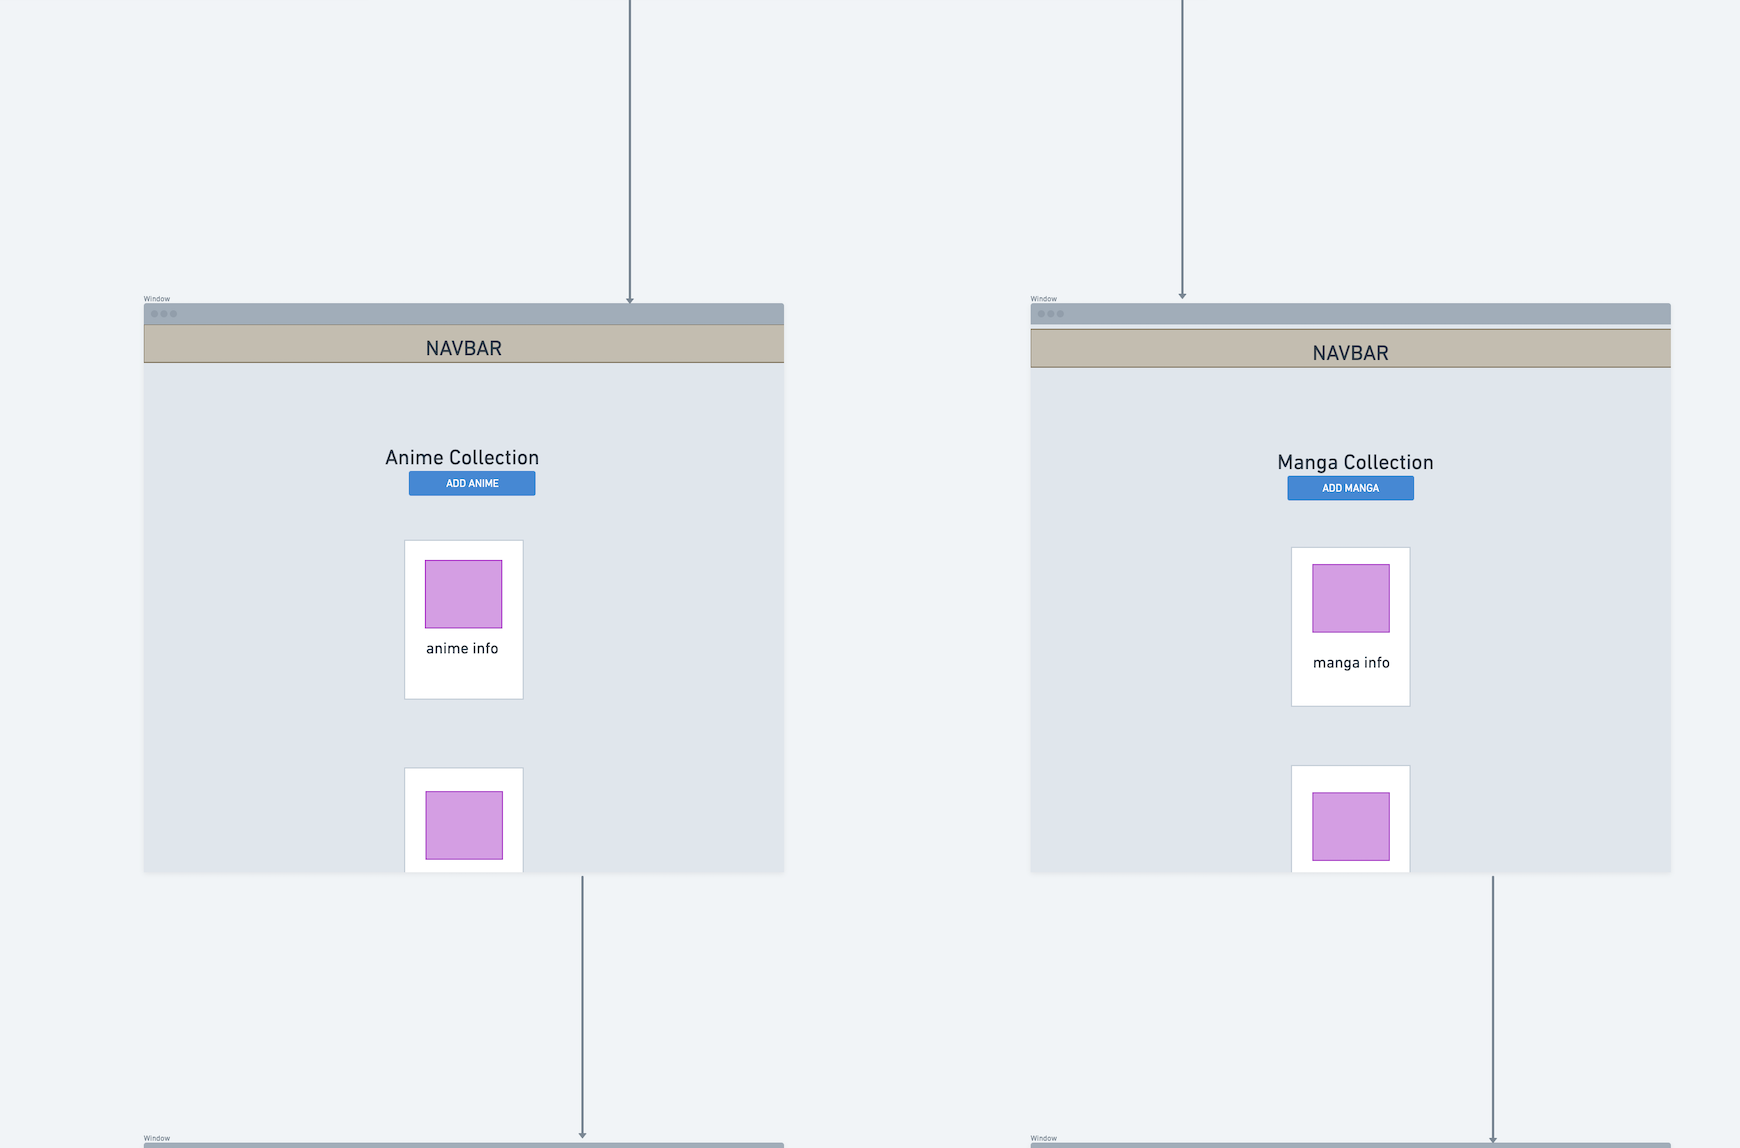 Window
NAVBAR
Anime Collection
ADD ANIME
anime info
Window
NAVBAR
Manga Collection
ADD MANGA
manga info
Window
Window